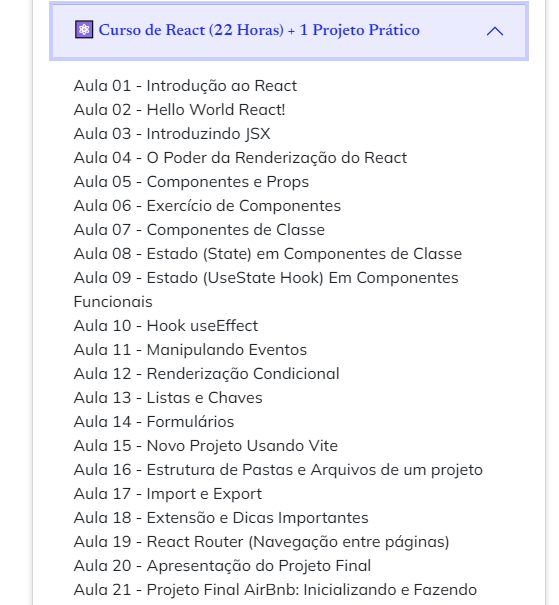 Curso de React (22 Horas) + 1 Projeto Prático
Aula 01 - Introdução ao React
Aula 02 - Hello World React!
Aula 03 - Introduzindo JSX
Aula 04 - O Poder da Renderização do React
Aula 05 - Componentes e Props
Aula 06 - Exercício de Componentes
Aula 07 - Componentes de Classe
Aula 08 - Estado (State) em Componentes de Classe
Aula 09 - Estado (UseState Hook) Em Componentes
Funcionais
Aula 10 - Hook useEffect
Aula 11 - Manipulando Eventos
Aula 12 - Renderização Condicional
Aula 13 - Listas e Chaves
Aula 14 - Formulários
Aula 15 - Novo Projeto Usando Vite
Aula 16 - Estrutura de Pastas e Arquivos de um projeto
Aula 17 - Import e Export
Aula 18 - Extensão e Dicas Importantes
Aula 19 - React Router (Navegação entre páginas)
Aula 20 - Apresentação do Projeto Final
Aula 21 - Projeto Final AirBnb: Inicializando e Fazendo